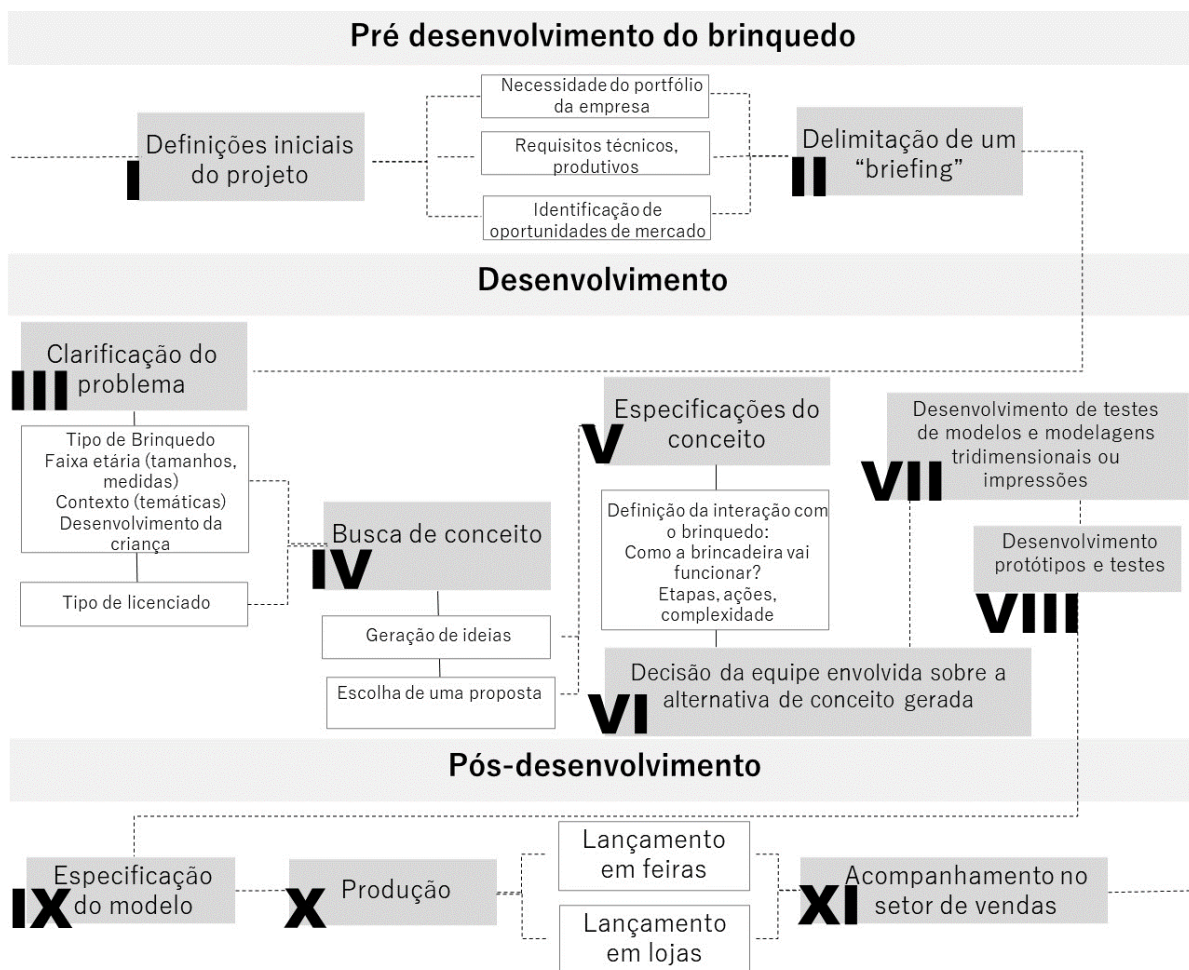 Pré desenvolvimento do brinquedo
Definições iniciais
do projeto
I
Necessidade do portfólio
da empresa
Requisitos técnicos,
produtivos
Identificação de
oportunidades de mercado
Delimitação de um
“briefing”
II
Desenvolvimento
Clarificação do
problema
III
Tipo de Brinquedo
Faixa etária (tamanhos,
medidas)
Contexto (temáticas)
Desenvolvimento da
criança
Tipo de licenciado
Busca de conceito
IV
Geração de ideias
Escolha de uma proposta
Especificações do
conceito
V
Definição da interação com
o brinquedo:
Como a brincadeira vai
funcionar?
Etapas, ações,
complexidade
Decisão da equipe envolvida sobre a
alternativa de conceito gerada
VI
Desenvolvimento de testes
de modelos e modelagens
tridimensionais ou
impressões
VII
Desenvolvimento
protótipos e testes
VIII
Pós-desenvolvimento
Especificação
do modelo
IX
Produção
X
Lançamento
em feiras
Lançamento
em lojas
Acompanhamento no
setor de vendas
XI